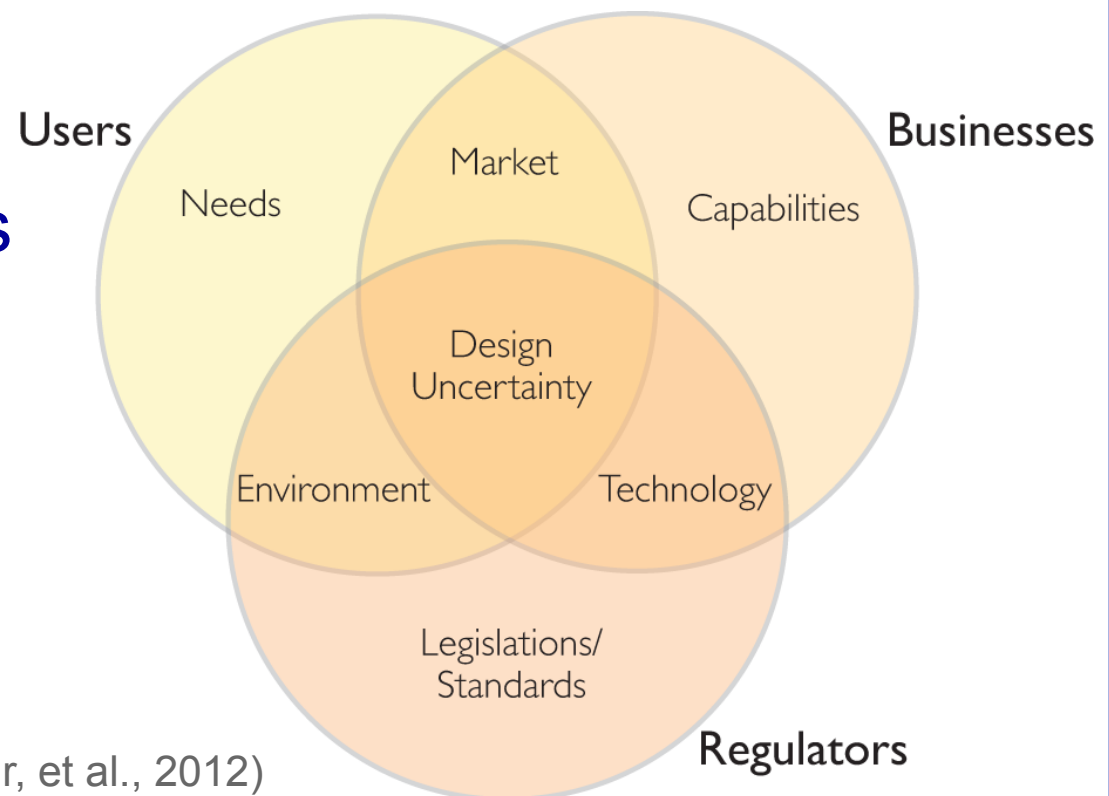 Users
Businesses
Market
Needs
Capabilities
s
Design
Uncertainty
Environment
Technology
Legislations/
Standards
Regulators
r, et al., 2012)